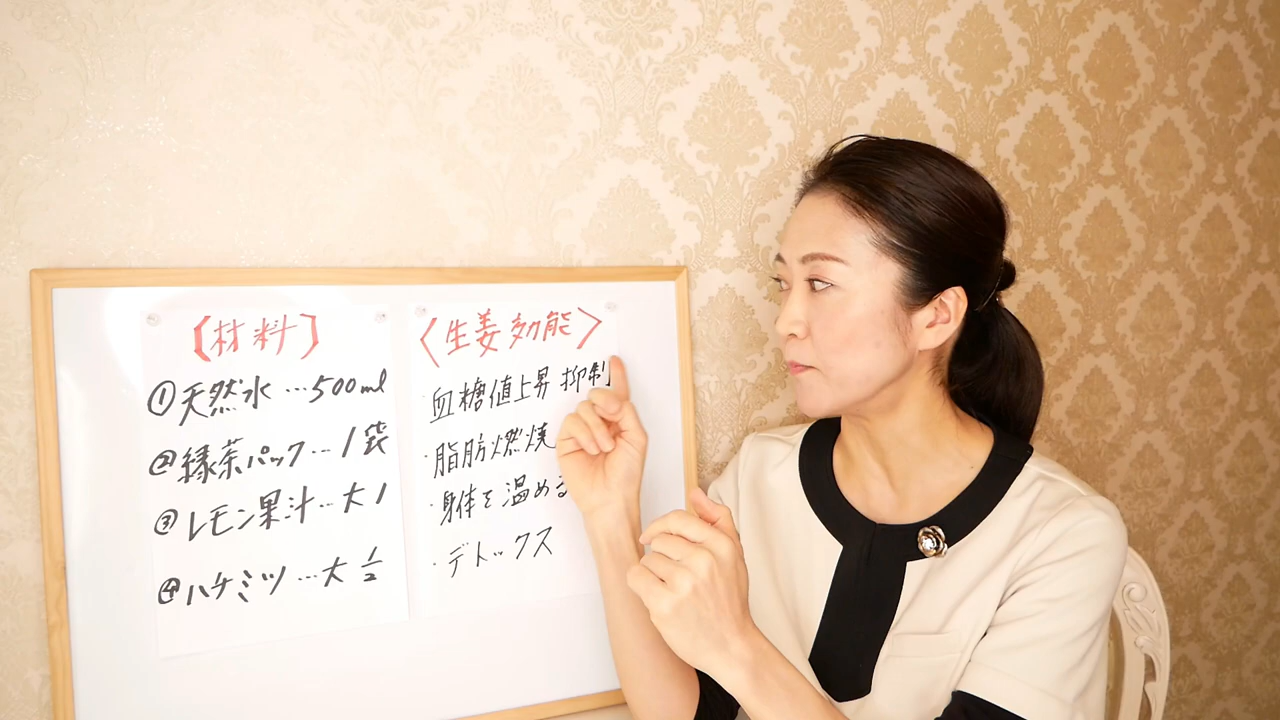 【材料】
①天然水…500ml
②緑茶パック…1袋
③レモン果汁…大1
④ハチミツ…大1/2
〈生姜効能〉
・血糖値上昇抑制
・脂肪燃焼
・身体を温める
・デトックス